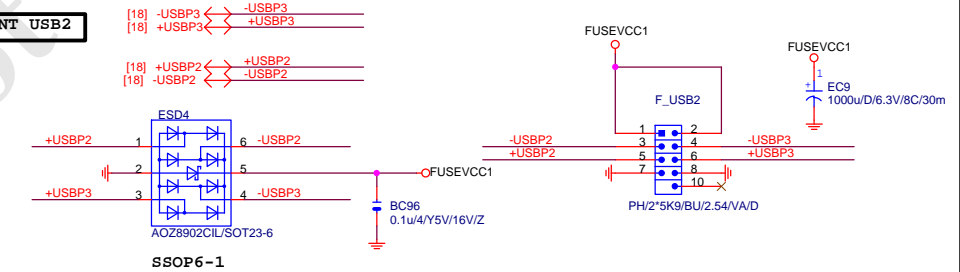 NT USB2
[18] -USBP3 -USBP3
[18] +USBP3 +USBP3
[18] +USBP2 +USBP2
[18] -USBP2 -USBP2
FUSEVCC1
FUSEVCC1
1
+ EC9
1000u/D/6.3V/8C/30m
F_USB2
1 2
-USBP2 3 4 -USBP3
+USBP2 5 6 +USBP3
7 8
10
PH/2*5K9/BU/2.54/VA/D
ESD4
+USBP2 1 6 -USBP2
2 5 FUSEVCC1
+USBP3 3 4 -USBP3
AOZ8902CIL/SOT23-6
SSOP6-1
BC96
0.1u/4/Y5V/16V/Z